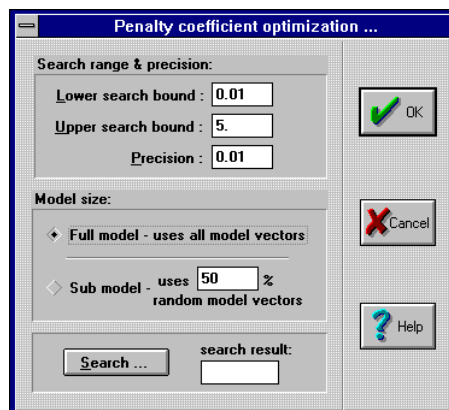 Penalty coefficient optimization ...
Search range & precision:
Lower search bound : 0.01
Upper search bound : 5.
Precision : 0.01
OK
Model size:
Full model - uses all model vectors
Cancel
Sub model - uses 50 %
random model vectors
Help
search result:
Search ...